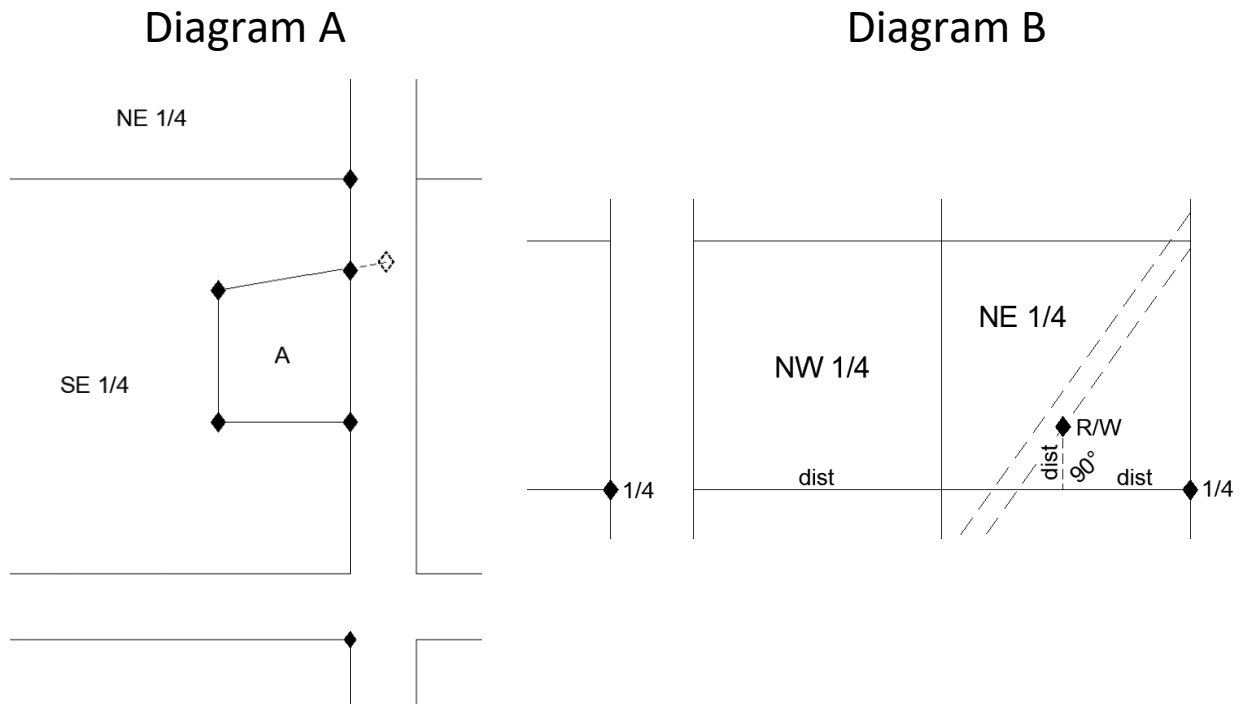 Diagram A
NE 1/4
A
SE 1/4
Diagram B
NE 1/4
NW 1/4
R/W
dist
90°
dist
dist
1/4
1/4